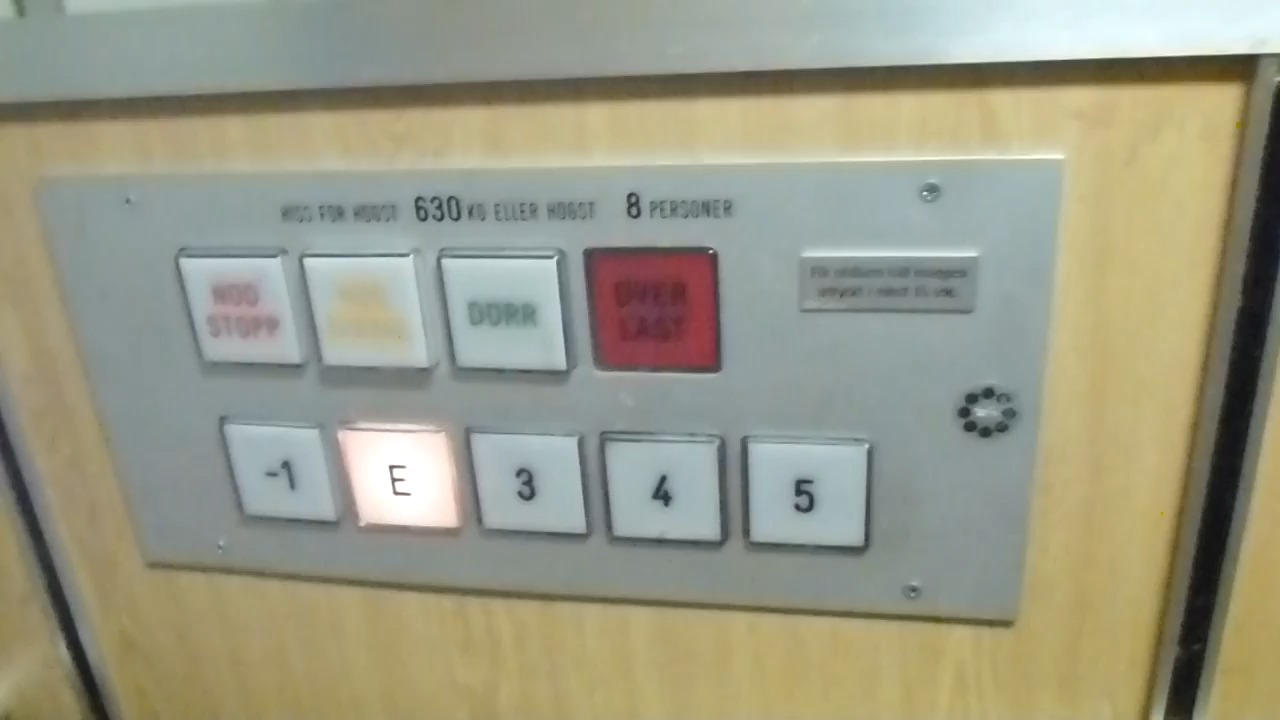 HISS FÖR HÖGST 630 KG ELLER HÖGST 8 PERSONER
NÖD
STOPP
DÖRR
ÖVER
LAST
-1
E
3
4
5